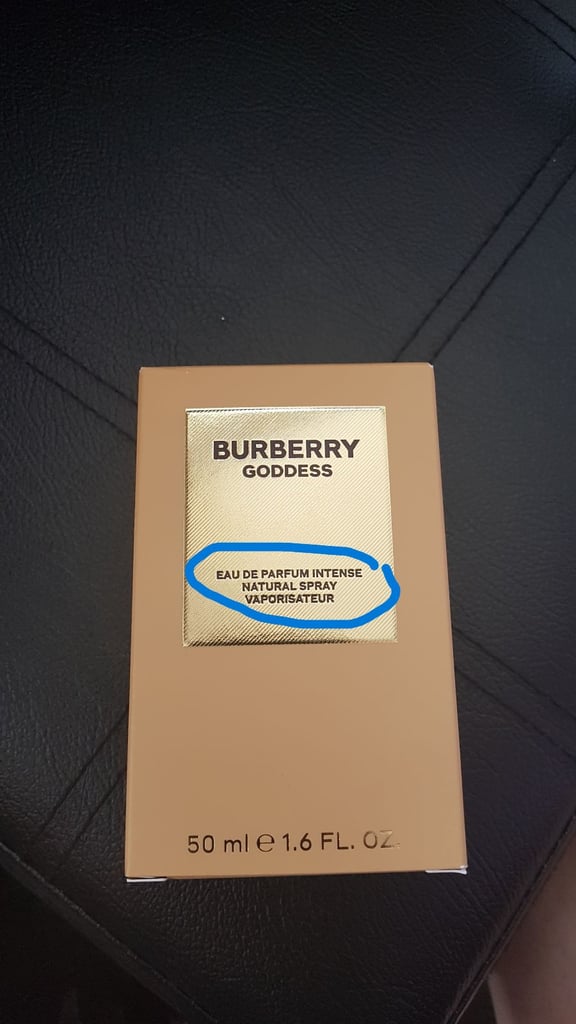 BURBERRY
GODDESS
EAU DE PARFUM INTENSE
NATURAL SPRAY
VAPORISATEUR
50 ml ℮ 1.6 FL. OZ.